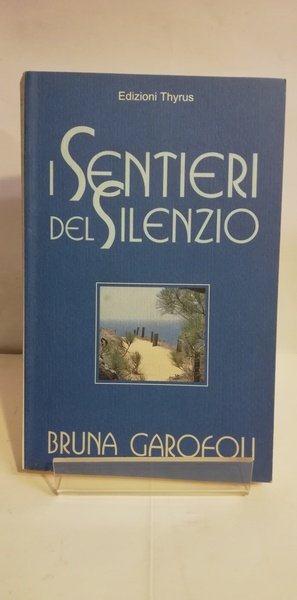 Edizioni Thyrus
I SENTIERI
DEL SILENZIO
BRUNA GAROFOLI